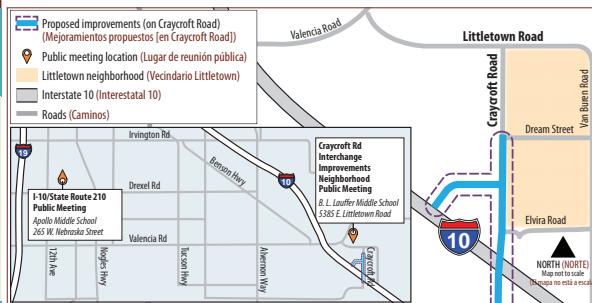 Proposed improvements (on Craycroft Road)
(Mejoramientos propuestos [en Craycroft Road])
Public meeting location (Lugar de reunión pública)
Littletown neighborhood (Vecindario Littletown)
Interstate 10 (Interestatal 10)
Roads (Caminos)
Valencia Road
Littletown Road
Craycroft Road
Van Buren Road
Dream Street
Elvira Road
10
NORTH (NORTE)
Map not to scale
(El mapa no está a escala)
19
Irvington Rd
Benson Hwy
Drexel Rd
10
Craycroft Rd
Interchange
Improvements
Neighborhood
Public Meeting
B. L. Lauffer Middle School
5385 E. Littletown Road
I-10/State Route 210
Public Meeting
Apollo Middle School
265 W. Nebraska Street
Valencia Rd
12th Ave
Nogles Hwy
Tucson Hwy
Alvernon Way
Craycroft Rd